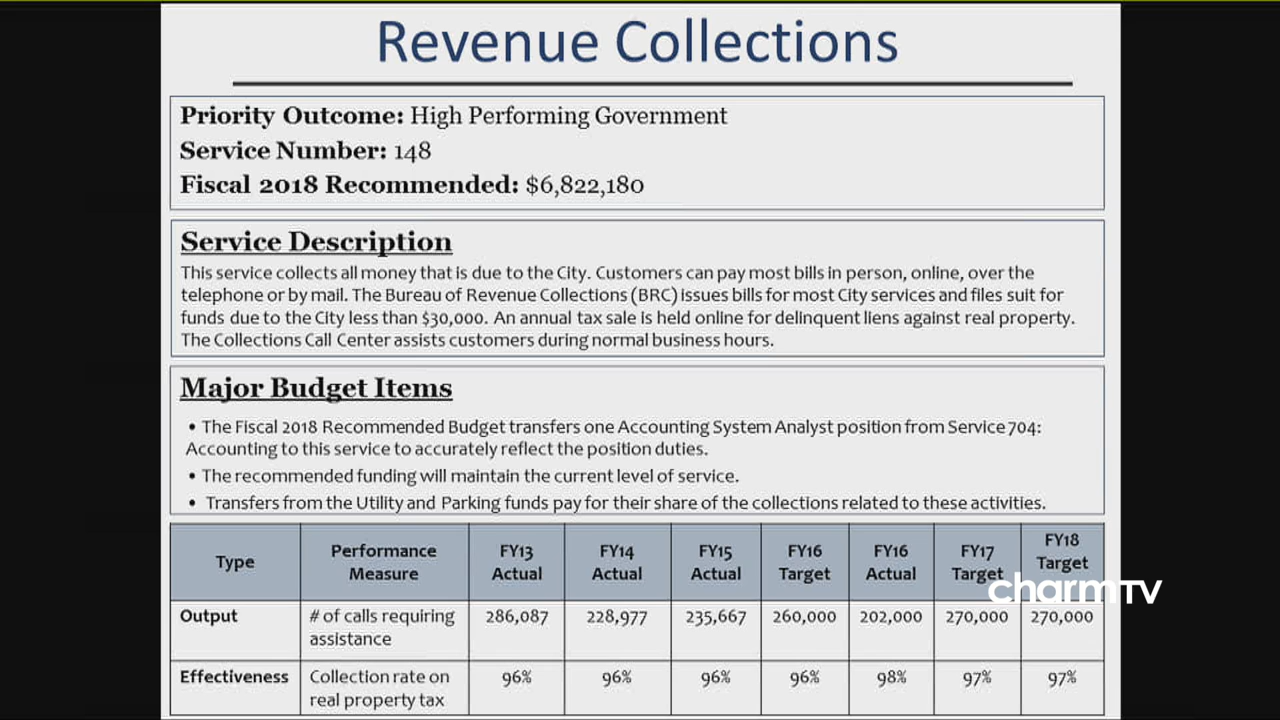 Revenue Collections
Priority Outcome: High Performing Government
Service Number: 148
Fiscal 2018 Recommended: $6,822,180
Service Description
This service collects all money that is due to the City. Customers can pay most bills in person, online, over the
telephone or by mail. The Bureau of Revenue Collections (BRC) issues bills for most City services and files suit for
funds due to the City less than $30,000. An annual tax sale is held online for delinquent liens against real property.
The Collections Call Center assists customers during normal business hours.
Major Budget Items
• The Fiscal 2018 Recommended Budget transfers one Accounting System Analyst position from Service 704:
Accounting to this service to accurately reflect the position duties.
• The recommended funding will maintain the current level of service.
• Transfers from the Utility and Parking funds pay for their share of the collections related to these activities.
Type Performance Measure FY13 Actual FY14 Actual FY15 Actual FY16 Target FY16 Actual FY17 Target FY18 Target
charmTV
Output # of calls requiring assistance 286,087 228,977 235,667 260,000 202,000 270,000 270,000
Effectiveness Collection rate on real property tax 96% 96% 96% 96% 98% 97% 97%